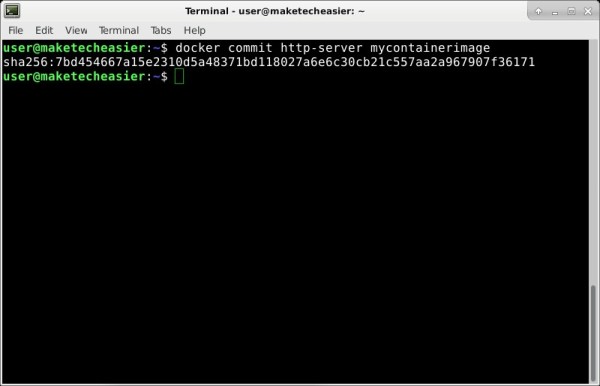 Terminal - user@maketecheasier: ~
File Edit View Terminal Tabs Help
user@maketecheasier:~$ docker commit http-server mycontainerimage
sha256:7bd454667a15e2310d5a48371bd118027a6e6c30cb21c557aa2a967907f36171
user@maketecheasier:~$